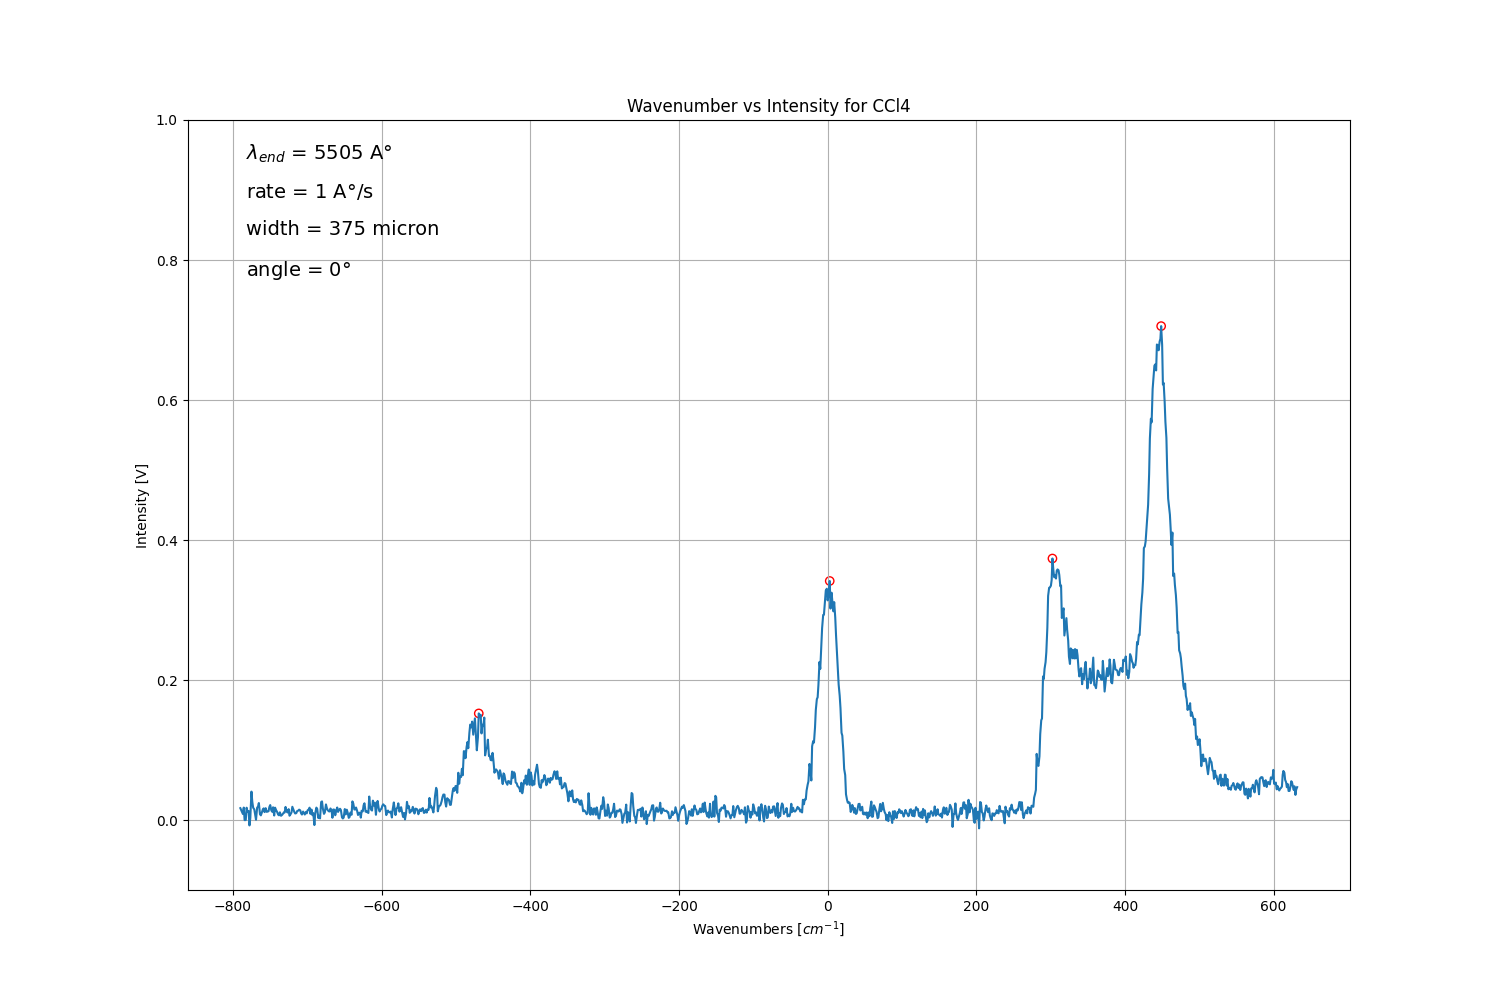 Wavenumber vs Intensity for CCl4
λend = 5505 A°
rate = 1 A°/s
width = 375 micron
angle = 0°
1.0
0.8
0.6
0.4
0.2
0.0
Intensity [V]
−800 −600 −400 −200 0 200 400 600
Wavenumbers [cm⁻¹]